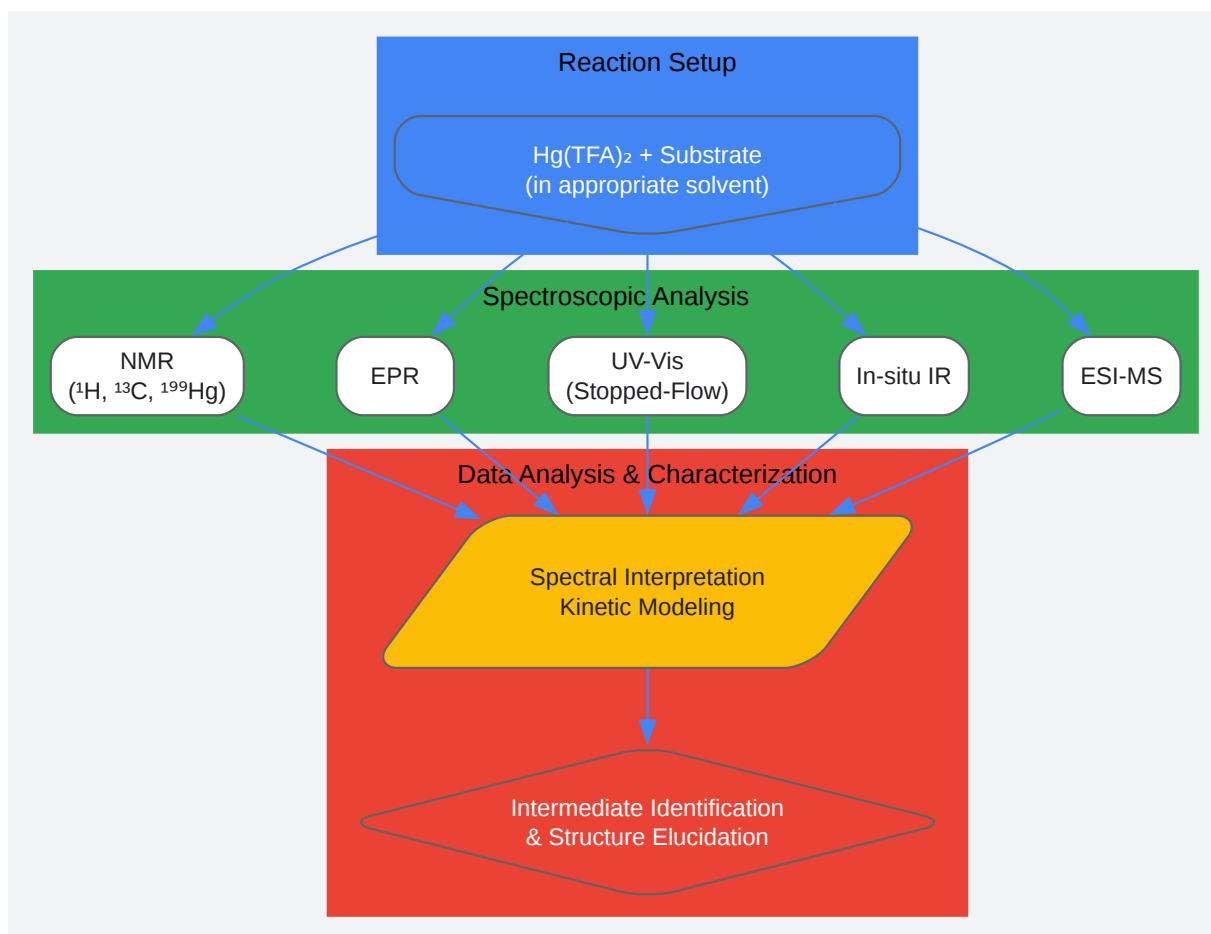 Reaction Setup
Hg(TFA)₂ + Substrate
(in appropriate solvent)
Spectroscopic Analysis
NMR
(¹H, ¹³C, ¹⁹⁹Hg)
EPR
UV-Vis
(Stopped-Flow)
In-situ IR
ESI-MS
Data Analysis & Characterization
Spectral Interpretation
Kinetic Modeling
Intermediate Identification
& Structure Elucidation